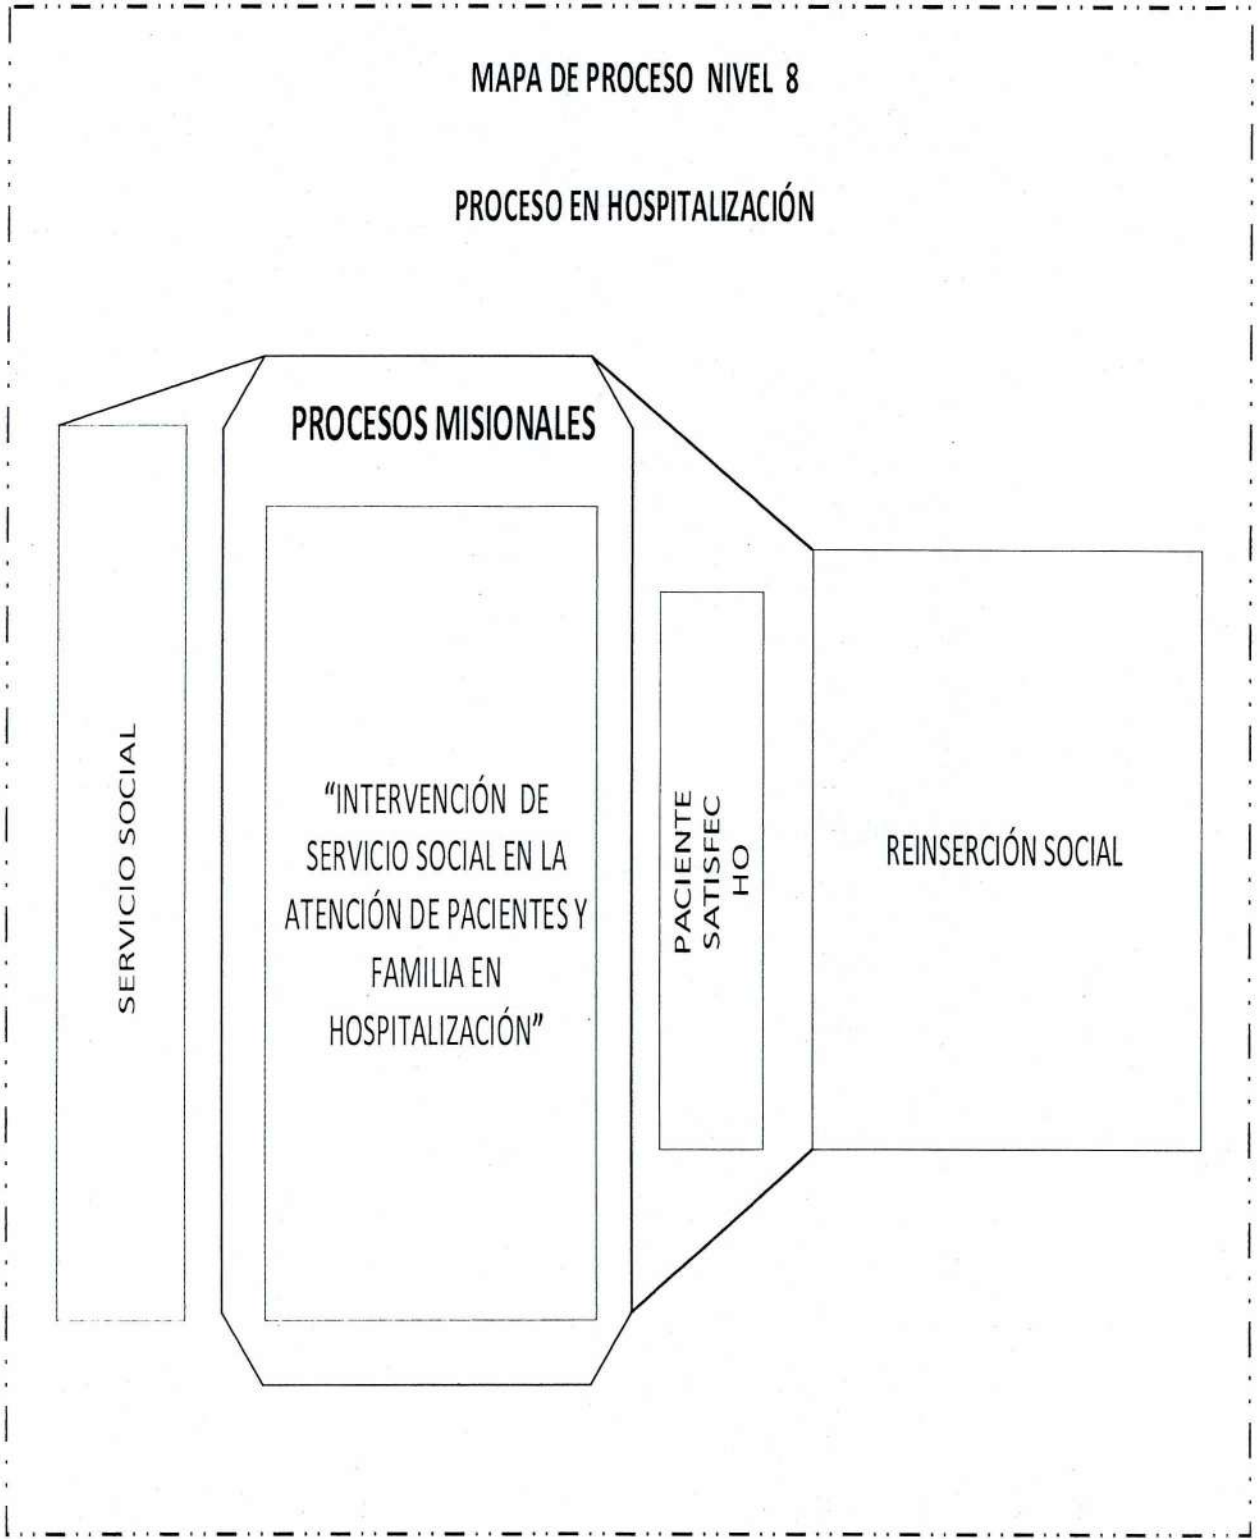 MAPA DE PROCESO NIVEL 8
PROCESO EN HOSPITALIZACIÓN
PROCESOS MISIONALES
SERVICIO SOCIAL
“INTERVENCIÓN DE
SERVICIO SOCIAL EN LA
ATENCIÓN DE PACIENTES Y
FAMILIA EN
HOSPITALIZACIÓN”
PACIENTE
SATISFEC
HO
REINSERCIÓN SOCIAL